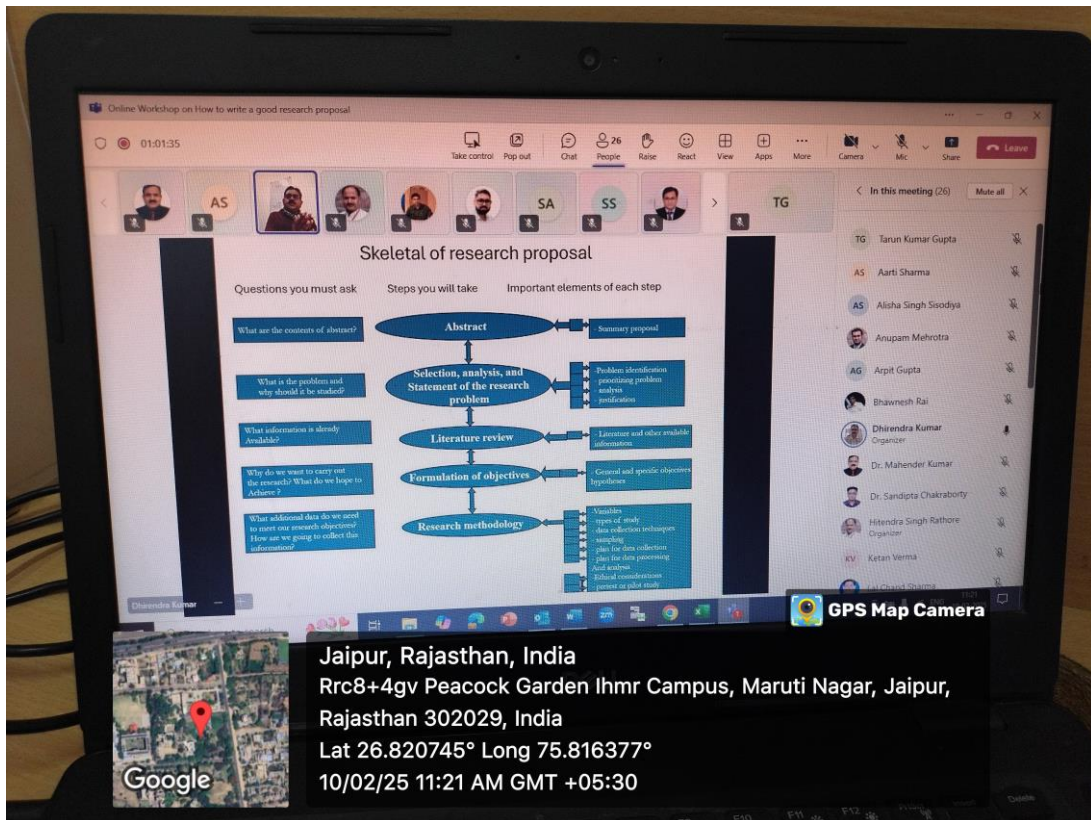 Online Workshop on How to write a good research proposal
01:01:35
Take control
Pop out
Chat
26
People
Raise
React
View
Apps
More
Camera
Mic
Share
Leave
AS
SA
SS
TG
In this meeting (26)
Mute all
TG Tarun Kumar Gupta
AS Aarti Sharma
AS Alisha Singh Sisodiya
Anupam Mehrotra
AG Arpit Gupta
Bhawnesh Rai
Dhirendra Kumar
Organizer
Dr. Mahender Kumar
Dr. Sandipta Chakraborty
Hitendra Singh Rathore
Organizer
KV Ketan Verma
Lal Chand Sharma
Skeletal of research proposal
Questions you must ask
Steps you will take
Important elements of each step
What are the contents of abstract?
Abstract
- Summary proposal
What is the problem and
why should it be studied?
Selection, analysis, and
Statement of the research
problem
-Problem identification
- prioritizing problem
- analysis
- justification
What information is already
Available?
Literature review
- Literature and other available
information
Why do we want to carry out
the research? What do we hope to
Achieve ?
Formulation of objectives
- General and specific objectives
hypotheses
What additional data do we need
to meet our research objectives?
How are we going to collect this
information?
Research methodology
-Variables
- types of study
- data collection techniques
- sampling
- plan for data collection
- plan for data processing
And analysis
-Ethical considerations
- pretest or pilot study
Dhirendra Kumar
ENG
11:21
GPS Map Camera
Jaipur, Rajasthan, India
Rrc8+4gv Peacock Garden Ihmr Campus, Maruti Nagar, Jaipur,
Rajasthan 302029, India
Lat 26.820745° Long 75.816377°
10/02/25 11:21 AM GMT +05:30
Google
F10
F11
F12
Insert
Delete